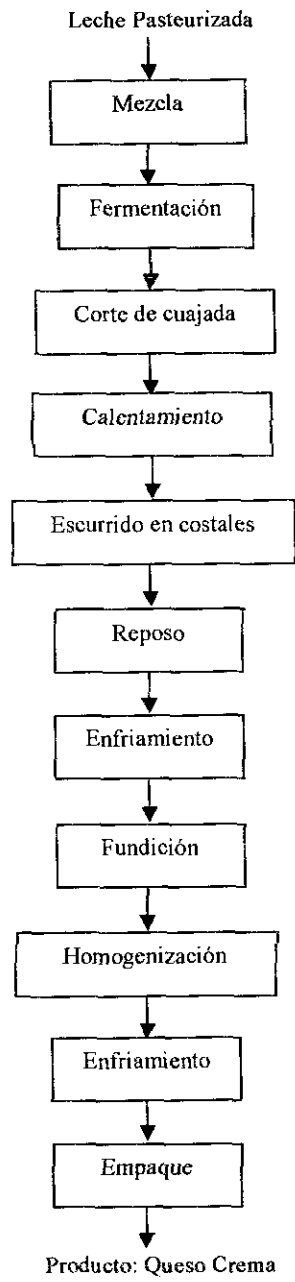 Leche Pasteurizada
Mezcla
Fermentación
Corte de cuajada
Calentamiento
Escurrido en costales
Reposo
Enfriamiento
Fundición
Homogenización
Enfriamiento
Empaque
Producto: Queso Crema